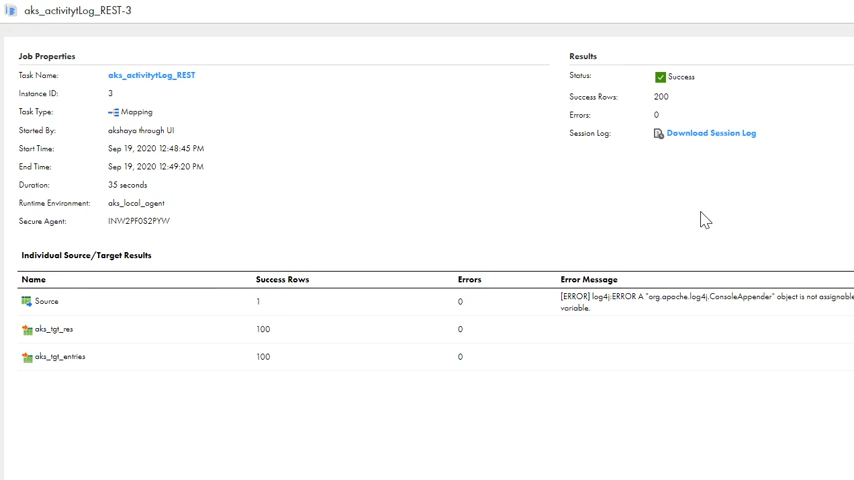 aks_activitytLog_REST-3
Job Properties
Task Name: aks_activitytLog_REST
Instance ID: 3
Task Type: Mapping
Started By: akshaya through UI
Start Time: Sep 19, 2020 12:48:45 PM
End Time: Sep 19, 2020 12:49:20 PM
Duration: 35 seconds
Runtime Environment: aks_local_agent
Secure Agent: INW2PF0S2PYW
Results
Status: Success
Success Rows: 200
Errors: 0
Session Log: Download Session Log
Individual Source/Target Results
Name Success Rows Errors Error Message
Source 1 0 [ERROR] log4j:ERROR A "org.apache.log4j.ConsoleAppender" object is not assignable
variable.
aks_tgt_res 100 0
aks_tgt_entries 100 0